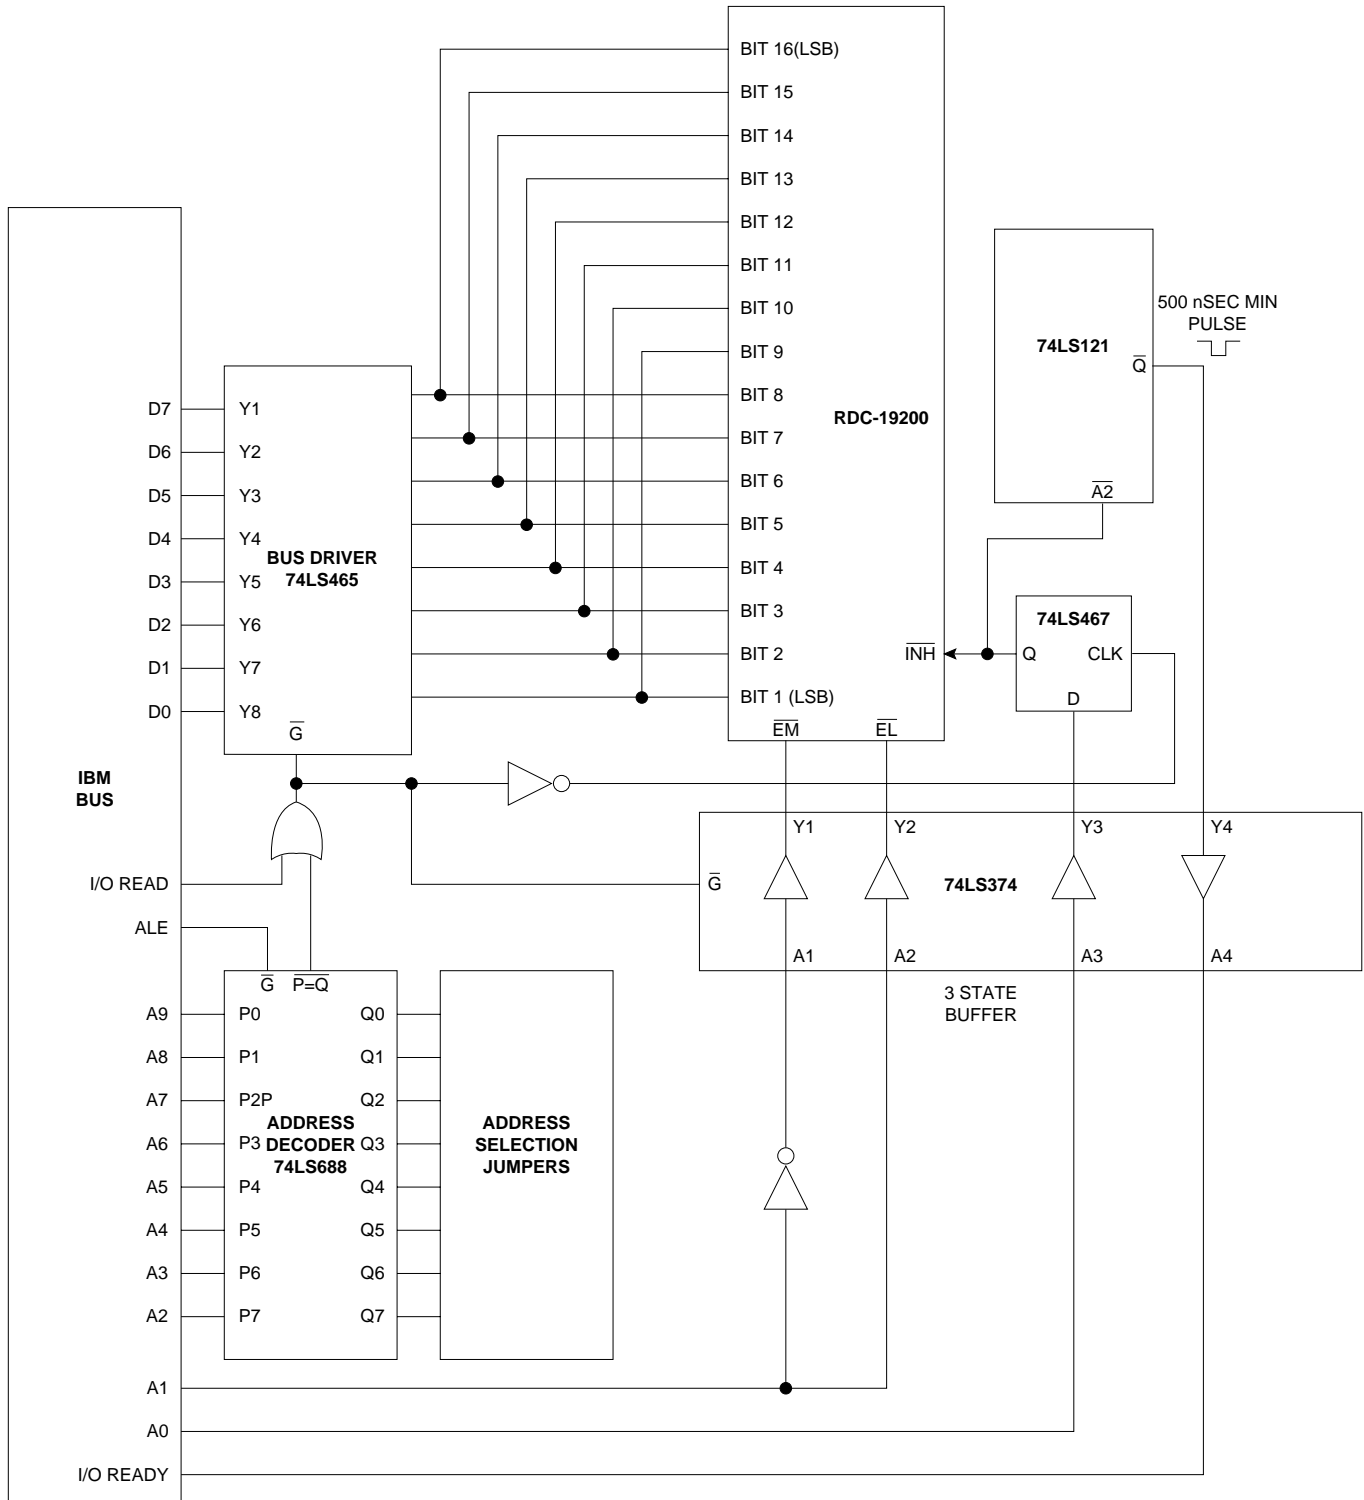 BIT 16(LSB)
BIT 15
BIT 14
BIT 13
BIT 12
BIT 11
BIT 10
BIT 9
BIT 8
BIT 7
BIT 6
BIT 5
BIT 4
BIT 3
BIT 2
BIT 1 (LSB)
RDC-19200
INH
EM
EL
74LS121
Q
A2
500 nSEC MIN
PULSE
74LS467
Q
CLK
D
D7
D6
D5
D4
D3
D2
D1
D0
Y1
Y2
Y3
Y4
Y5
Y6
Y7
Y8
G
BUS DRIVER
74LS465
IBM
BUS
I/O READ
ALE
Y1
Y2
Y3
Y4
G
74LS374
A1
A2
A3
A4
3 STATE
BUFFER
G
P=Q
A9
A8
A7
A6
A5
A4
A3
A2
P0
P1
P2P
P3
P4
P5
P6
P7
ADDRESS
DECODER
74LS688
Q0
Q1
Q2
Q3
Q4
Q5
Q6
Q7
ADDRESS
SELECTION
JUMPERS
A1
A0
I/O READY